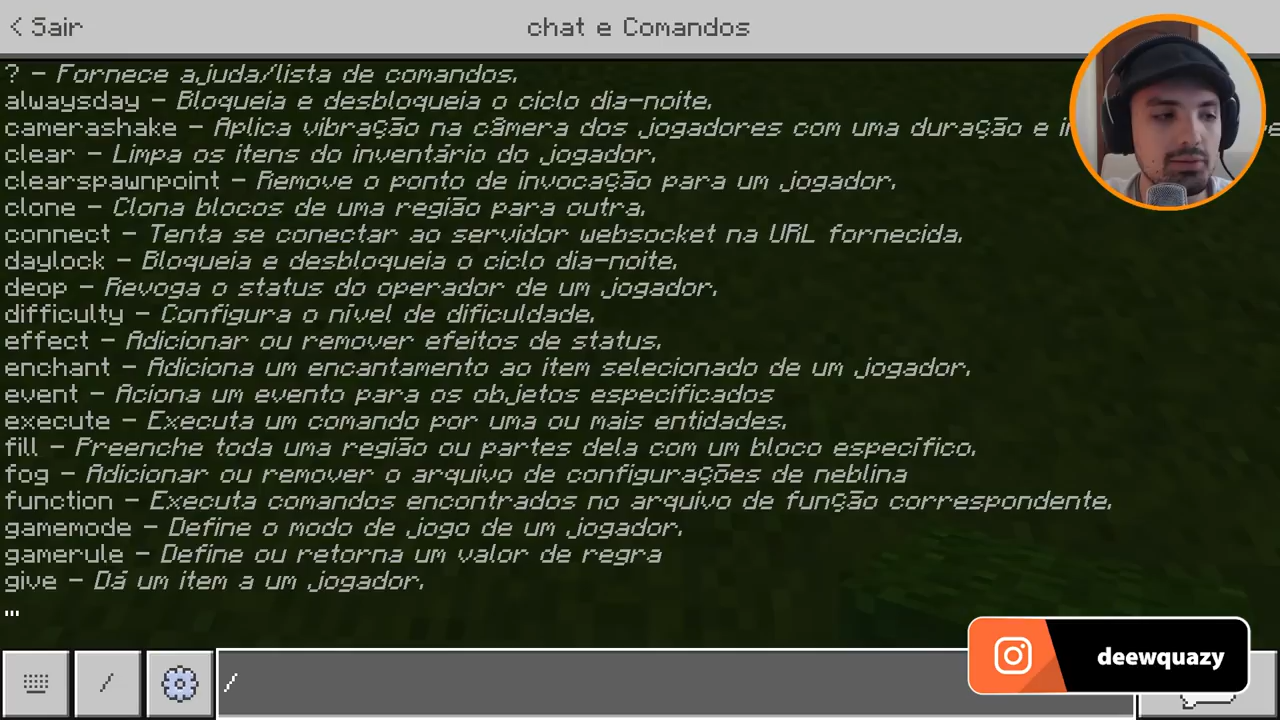 < Sair
chat e Comandos
? - Fornece ajuda/lista de comandos.
alwaysday - Bloqueia e desbloqueia o ciclo dia-noite.
camerashake - Aplica vibração na câmera dos jogadores com uma duração e
clear - Limpa os itens do inventário do jogador.
clearspawnpoint - Remove o ponto de invocação para um jogador.
clone - Clona blocos de uma região para outra.
connect - Tenta se conectar ao servidor websocket na URL fornecida.
daylock - Bloqueia e desbloqueia o ciclo dia-noite.
deop - Revoga o status do operador de um jogador.
difficulty - Configura o nível de dificuldade.
effect - Adicionar ou remover efeitos de status.
enchant - Adiciona um encantamento ao item selecionado de um jogador.
event - Aciona um evento para os objetos especificados
execute - Executa um comando por uma ou mais entidades.
fill - Preenche toda uma região ou partes dela com um bloco específico.
fog - Adicionar ou remover o arquivo de configurações de neblina
function - Executa comandos encontrados no arquivo de função correspondente.
gamemode - Define o modo de jogo de um jogador.
gamerule - Define ou retorna um valor de regra
give - Dá um item a um jogador.
...
/
/
deewquazy